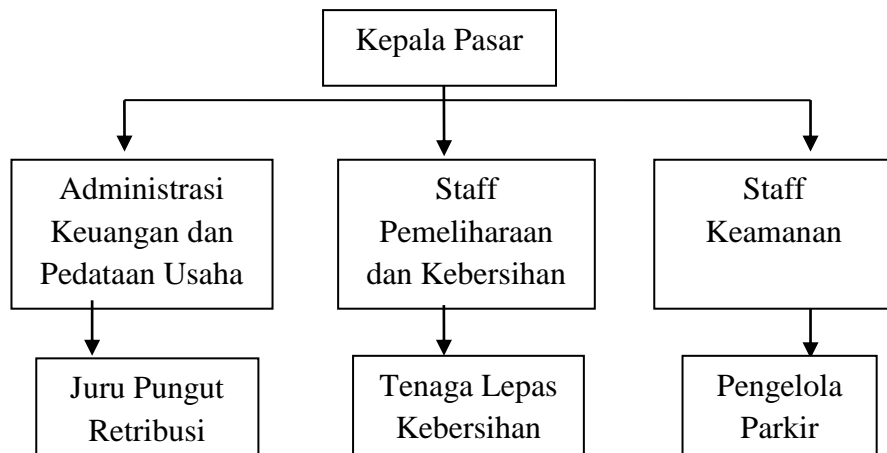 Kepala Pasar
Administrasi
Keuangan dan
Pedataan Usaha
Staff
Pemeliharaan
dan Kebersihan
Staff
Keamanan
Juru Pungut
Retribusi
Tenaga Lepas
Kebersihan
Pengelola
Parkir